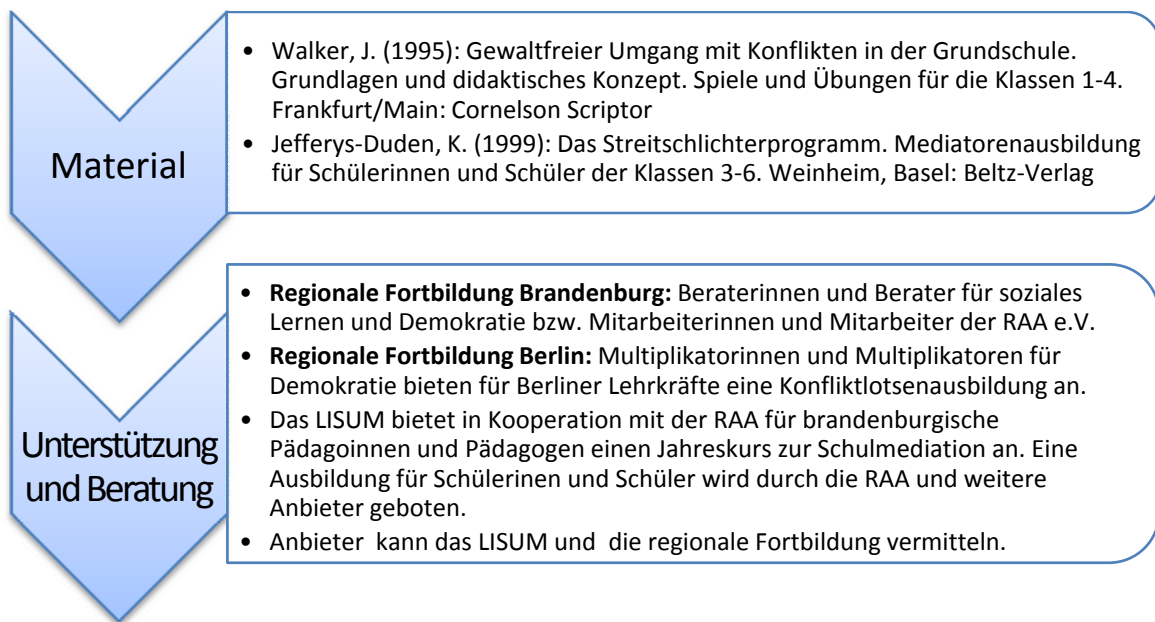 Material
• Walker, J. (1995): Gewaltfreier Umgang mit Konflikten in der Grundschule.
Grundlagen und didaktisches Konzept. Spiele und Übungen für die Klassen 1-4.
Frankfurt/Main: Cornelson Scriptor
• Jefferys-Duden, K. (1999): Das Streitschlichterprogramm. Mediatorenausbildung
für Schülerinnen und Schüler der Klassen 3-6. Weinheim, Basel: Beltz-Verlag
Unterstützung
und Beratung
• Regionale Fortbildung Brandenburg: Beraterinnen und Berater für soziales
Lernen und Demokratie bzw. Mitarbeiterinnen und Mitarbeiter der RAA e.V.
• Regionale Fortbildung Berlin: Multiplikatorinnen und Multiplikatoren für
Demokratie bieten für Berliner Lehrkräfte eine Konfliktlotsenausbildung an.
• Das LISUM bietet in Kooperation mit der RAA für brandenburgische
Pädagoinnen und Pädagogen einen Jahreskurs zur Schulmediation an. Eine
Ausbildung für Schülerinen und Schüler wird durch die RAA und weitere
Anbieter geboten.
• Anbieter kann das LISUM und die regionale Fortbildung vermitteln.